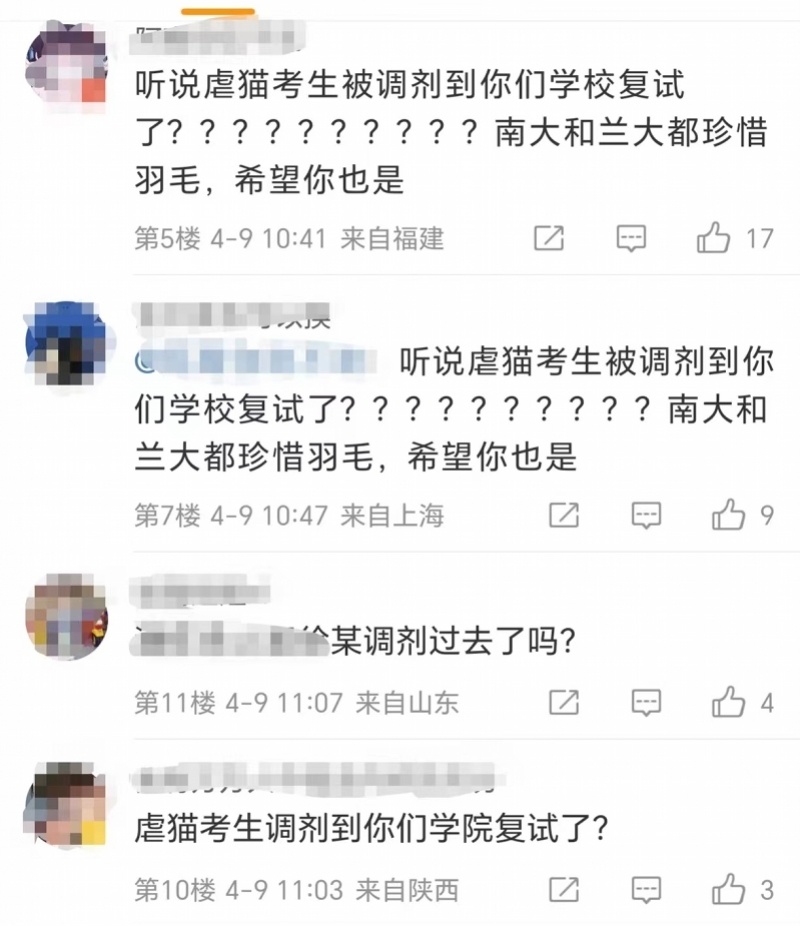 听说虐猫考生被调剂到你们学校复试
了？？？？？？？？？？？南大和兰大都珍惜
羽毛，希望你也是
第5楼 4-9 10:41 来自福建
17
@
听说虐猫考生被调剂到你
们学校复试了？？？？？？？？？？？南大和
兰大都珍惜羽毛，希望你也是
第7楼 4-9 10:47 来自上海
9
某调剂过去了吗？
第11楼 4-9 11:07 来自山东
4
虐猫考生调剂到你们学院复试了？
第10楼 4-9 11:03 来自陕西
3